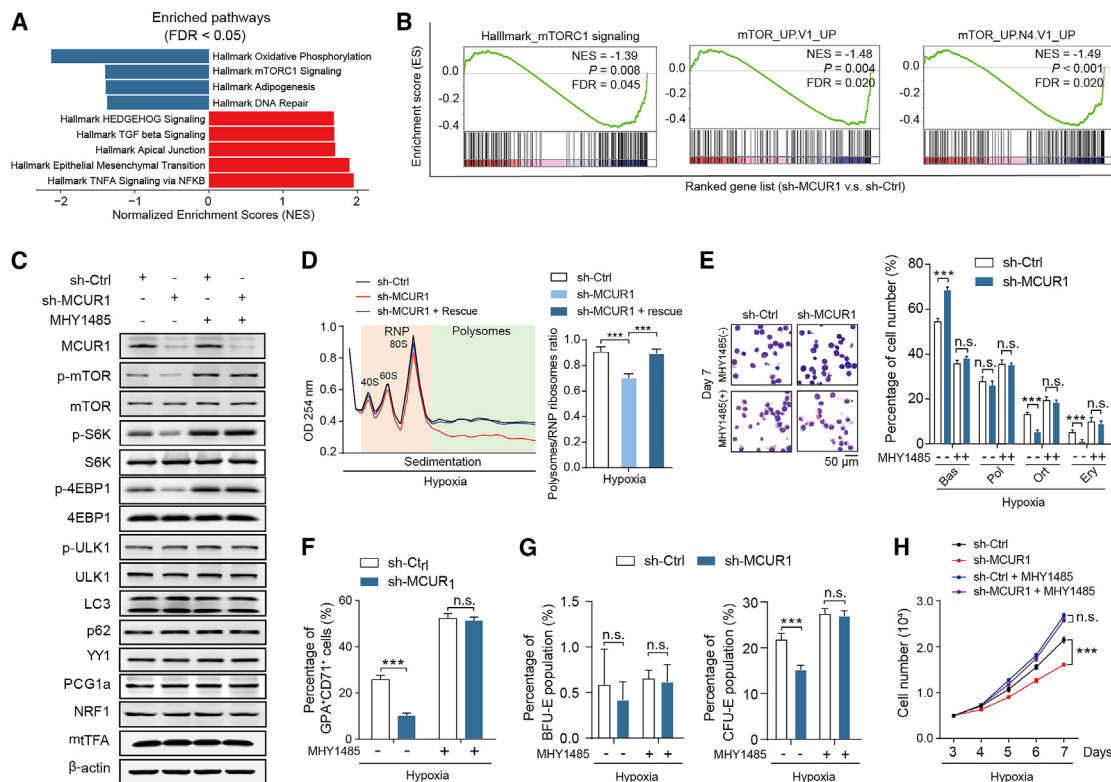 A
Enriched pathways
(FDR < 0.05)
Hallmark Oxidative Phosphorylation
Hallmark mTORC1 Signaling
Hallmark Adipogenesis
Hallmark DNA Repair
Hallmark HEDGEHOG Signaling
Hallmark TGF beta Signaling
Hallmark Apical Junction
Hallmark Epithelial Mesenchymal Transition
Hallmark TNFA Signaling via NFKB
−2 −1 0 1 2
Normalized Enrichment Scores (NES)
B
Enrichment score (ES)
Halllmark_mTORC1 signaling
0.0
-0.2
-0.4
NES = -1.39
P = 0.008
FDR = 0.045
mTOR_UP.V1_UP
0.0
-0.2
-0.4
NES = -1.48
P = 0.004
FDR = 0.020
mTOR_UP.N4.V1_UP
0.0
-0.2
-0.4
NES = -1.49
P < 0.001
FDR = 0.020
Ranked gene list (sh-MCUR1 v.s. sh-Ctrl)
C
sh-Ctrl + - + -
sh-MCUR1 - + - +
MHY1485 - - + +
MCUR1
p-mTOR
mTOR
p-S6K
S6K
p-4EBP1
4EBP1
p-ULK1
ULK1
LC3
p62
YY1
PCG1a
NRF1
mtTFA
β-actin
D
sh-Ctrl
sh-MCUR1
sh-MCUR1 + Rescue
RNP
Polysomes
80S
60S
40S
OD 254 nm
1.0
0.8
0.6
0.4
0.2
Sedimentation
Hypoxia
sh-Ctrl
sh-MCUR1
sh-MCUR1 + rescue
*** ***
Polysomes/RNP ribosomes ratio
1.0
0.8
0.6
0.4
0.2
0.0
Hypoxia
E
sh-Ctrl sh-MCUR1
Day 7
MHY1485(-)
MHY1485(+)
50 µm
sh-Ctrl
sh-MCUR1
Percentage of cell number (%)
80
60
40
20
0
*** n.s. n.s. n.s. *** n.s. *** n.s.
MHY1485 - - + + - - + + - - + + - - + +
Bas Pol Ort Ery
Hypoxia
F
sh-Ctrl
sh-MCUR1
Percentage of
GPA+CD71+ cells (%)
60
40
20
0
*** n.s.
MHY1485 - - + +
Hypoxia
G
sh-Ctrl sh-MCUR1
Percentage of
BFU-E population (%)
1.5
1.0
0.5
0.0
n.s. n.s.
MHY1485 - - + +
Hypoxia
Percentage of
CFU-E population (%)
30
20
10
0
*** n.s.
- - + +
Hypoxia
H
sh-Ctrl
sh-MCUR1
sh-Ctrl + MHY1485
sh-MCUR1 + MHY1485
Cell number (10⁴)
3.0
2.0
1.0
0.0
n.s.
***
3 4 5 6 7 Days
Hypoxia